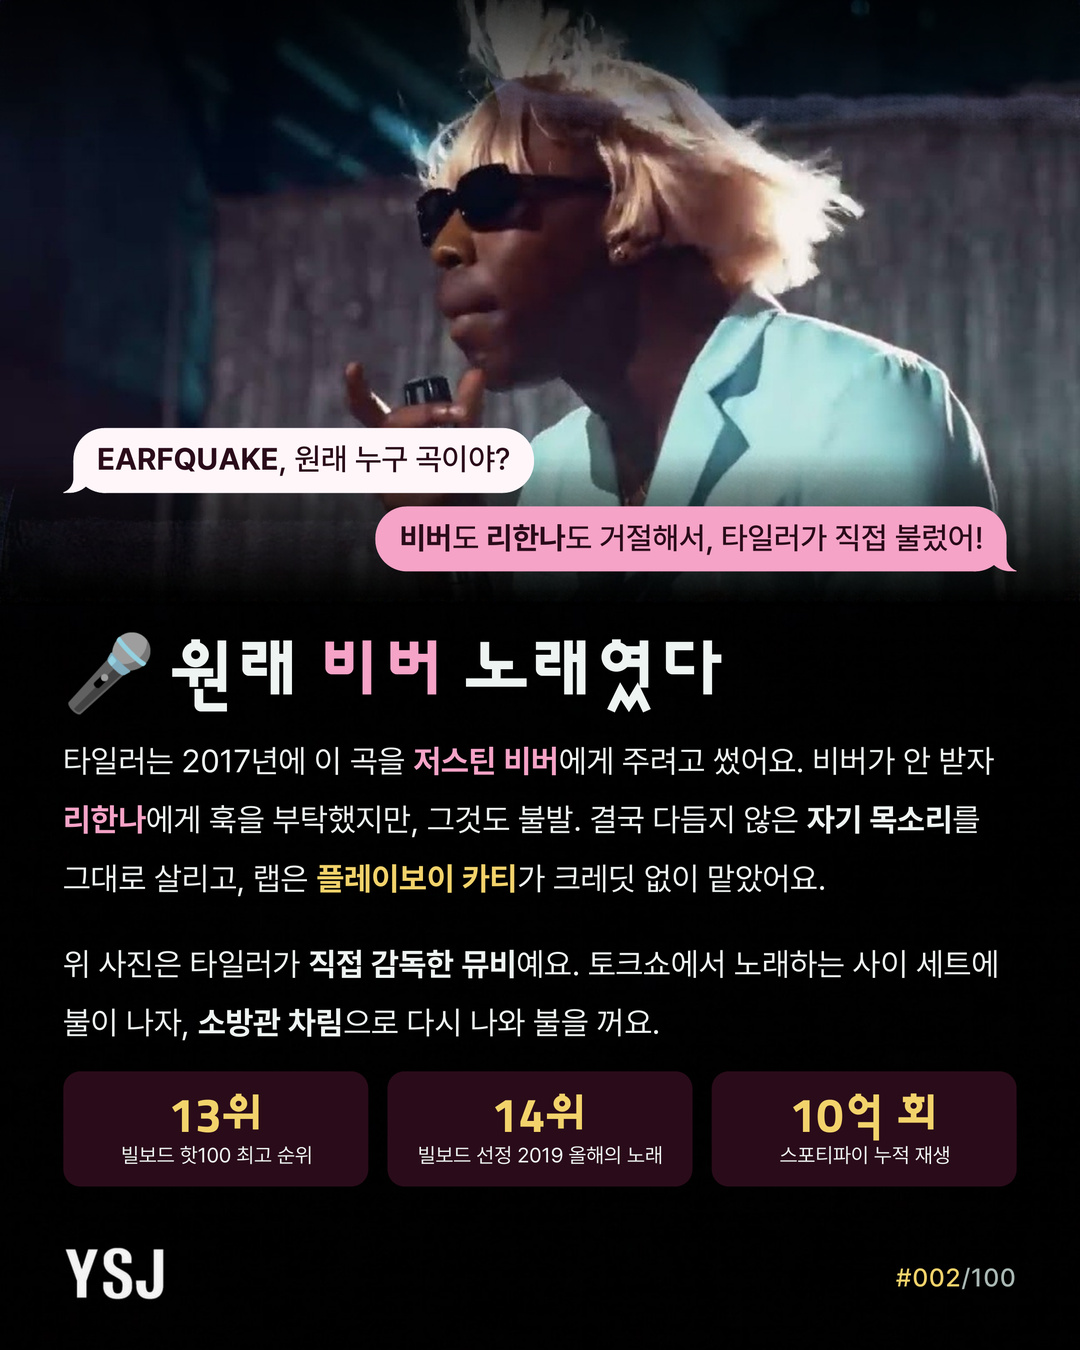 EARFQUAKE, 원래 누구 곡이야?
비버도 리한나도 거절해서, 타일러가 직접 불렀어!
🎤 원래 비버 노래였다
타일러는 2017년에 이 곡을 저스틴 비버에게 주려고 썼어요. 비버가 안 받자
리한나에게 훅을 부탁했지만, 그것도 불발. 결국 다듬지 않은 자기 목소리를
그대로 살리고, 랩은 플레이보이 카티가 크레딧 없이 맡았어요.
위 사진은 타일러가 직접 감독한 뮤비예요. 토크쇼에서 노래하는 사이 세트에
불이 나자, 소방관 차림으로 다시 나와 불을 꺼요.
13위
빌보드 핫100 최고 순위
14위
빌보드 선정 2019 올해의 노래
10억 회
스포티파이 누적 재생
YSJ
#002/100